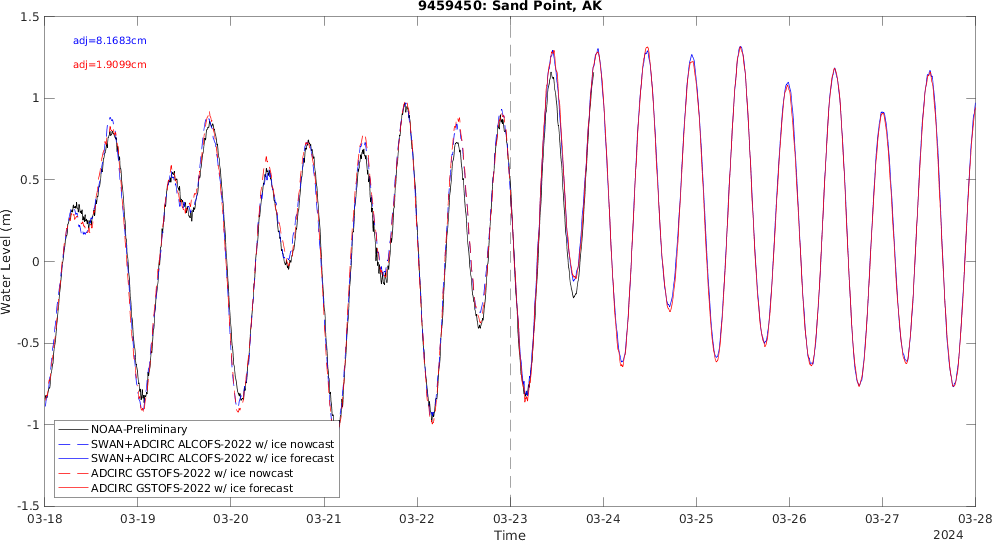 9459450: Sand Point, AK
adj=8.1683cm
adj=1.9099cm
1.5
1
0.5
0
-0.5
-1
-1.5
Water Level (m)
NOAA-Preliminary
SWAN+ADCIRC ALCOFS-2022 w/ ice nowcast
SWAN+ADCIRC ALCOFS-2022 w/ ice forecast
ADCIRC GSTOFS-2022 w/ ice nowcast
ADCIRC GSTOFS-2022 w/ ice forecast
03-18 03-19 03-20 03-21 03-22 03-23 03-24 03-25 03-26 03-27 03-28
Time
2024